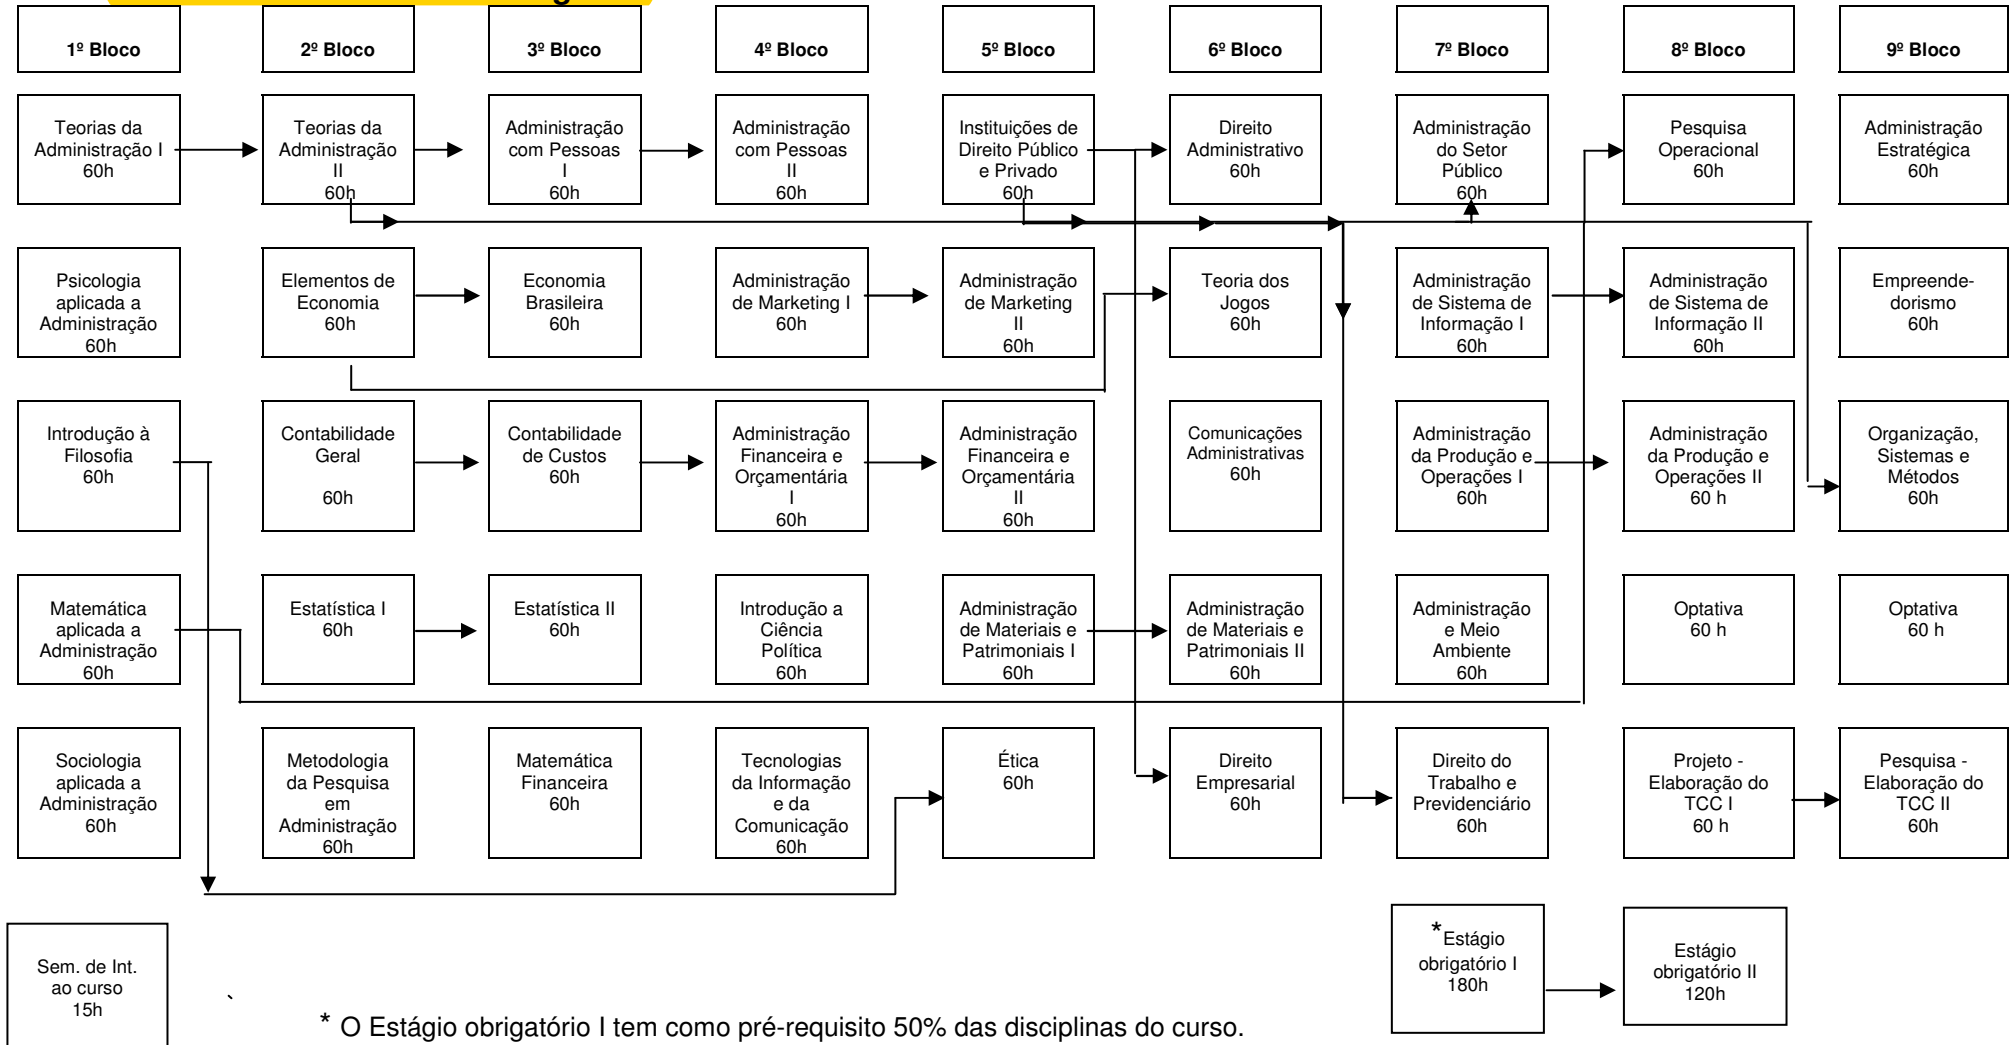 1º Bloco
2º Bloco
3º Bloco
4º Bloco
5º Bloco
6º Bloco
7º Bloco
8º Bloco
9º Bloco
Teorias da
Administração I
60h
Teorias da
Administração
II
60h
Administração
com Pessoas
I
60h
Administração
com Pessoas
II
60h
Instituições de
Direito Público
e Privado
60h
Direito
Administrativo
60h
Administração
do Setor
Público
60h
Pesquisa
Operacional
60h
Administração
Estratégica
60h
Psicologia
aplicada a
Administração
60h
Elementos de
Economia
60h
Economia
Brasileira
60h
Administração
de Marketing I
60h
Administração
de Marketing
II
60h
Teoria dos
Jogos
60h
Administração
de Sistema de
Informação I
60h
Administração
de Sistema de
Informação II
60h
Empreende-
dorismo
60h
Introdução à
Filosofia
60h
Contabilidade
Geral
60h
Contabilidade
de Custos
60h
Administração
Financeira e
Orçamentária
I
60h
Administração
Financeira e
Orçamentária
II
60h
Comunicações
Administrativas
60h
Administração
da Produção e
Operações I
60h
Administração
da Produção e
Operações II
60 h
Organização,
Sistemas e
Métodos
60h
Matemática
aplicada a
Administração
60h
Estatística I
60h
Estatística II
60h
Introdução a
Ciência
Política
60h
Administração
de Materiais e
Patrimoniais I
60h
Administração
de Materiais e
Patrimoniais II
60h
Administração
e Meio
Ambiente
60h
Optativa
60 h
Optativa
60 h
Sociologia
aplicada a
Administração
60h
Metodologia
da Pesquisa
em
Administração
60h
Matemática
Financeira
60h
Tecnologias
da Informação
e da
Comunicação
60h
Ética
60h
Direito
Empresarial
60h
Direito do
Trabalho e
Previdenciário
60h
Projeto -
Elaboração do
TCC I
60 h
Pesquisa -
Elaboração do
TCC II
60h
Sem. de Int.
ao curso
15h
*Estágio
obrigatório I
180h
Estágio
obrigatório II
120h
`
* O Estágio obrigatório I tem como pré-requisito 50% das disciplinas do curso.